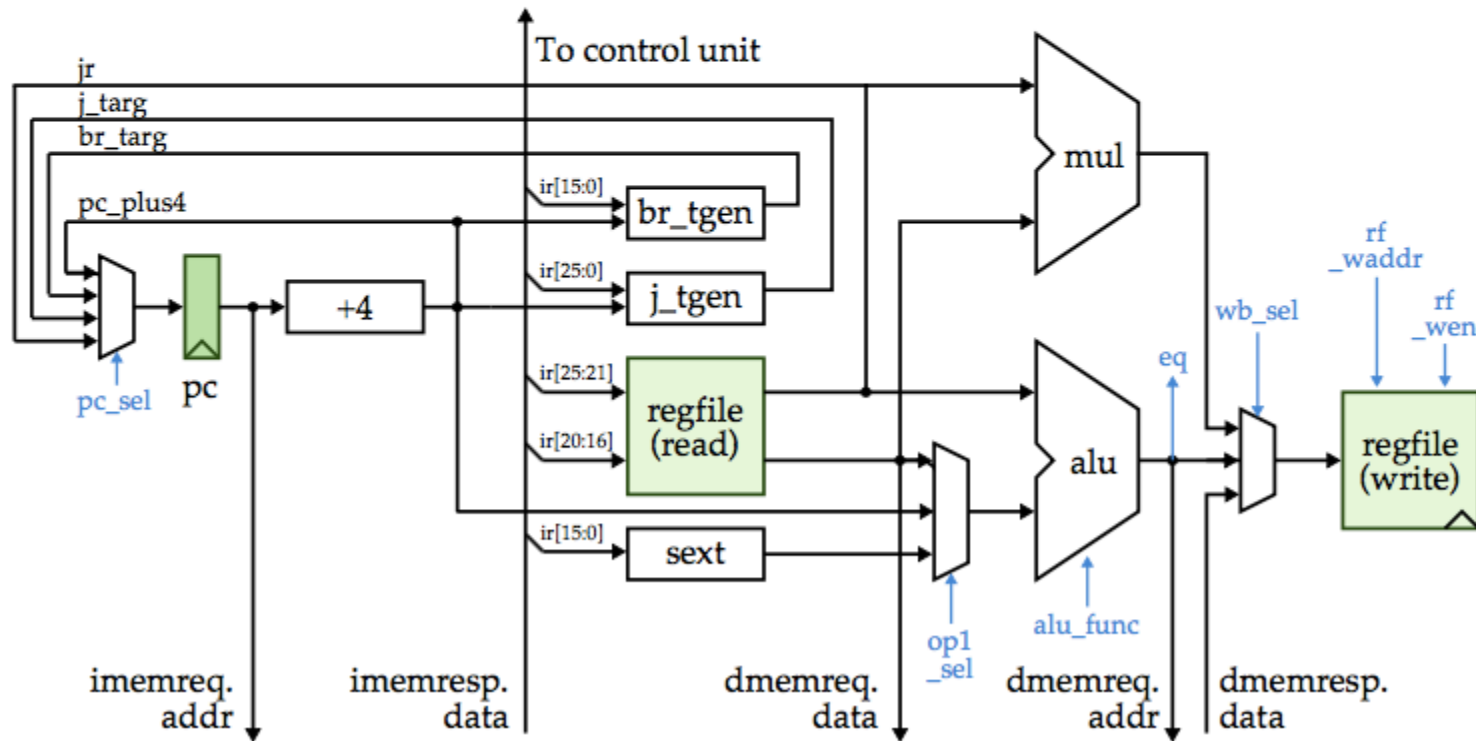 To control unit
jr
j_targ
br_targ
pc_plus4
ir[15:0]
br_tgen
mul
ir[25:0]
j_tgen
+4
pc_sel
pc
ir[25:21]
ir[20:16]
regfile
(read)
ir[15:0]
sext
op1
_sel
alu
alu_func
eq
wb_sel
rf
_waddr
rf
_wen
regfile
(write)
imemreq.
addr
imemresp.
data
dmemreq.
data
dmemreq.
addr
dmemresp.
data